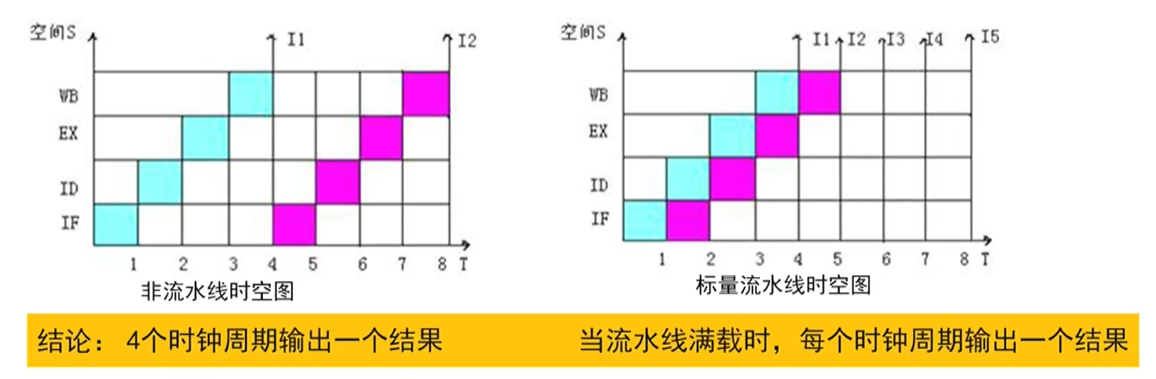 空间S
I1
I2
WB
EX
ID
IF
1 2 3 4 5 6 7 8 T
非流水线时空图
空间S
I1 I2 I3 I4 I5
WB
EX
ID
IF
1 2 3 4 5 6 7 8 T
标量流水线时空图
结论： 4个时钟周期输出一个结果
当流水线满载时，每个时钟周期输出一个结果